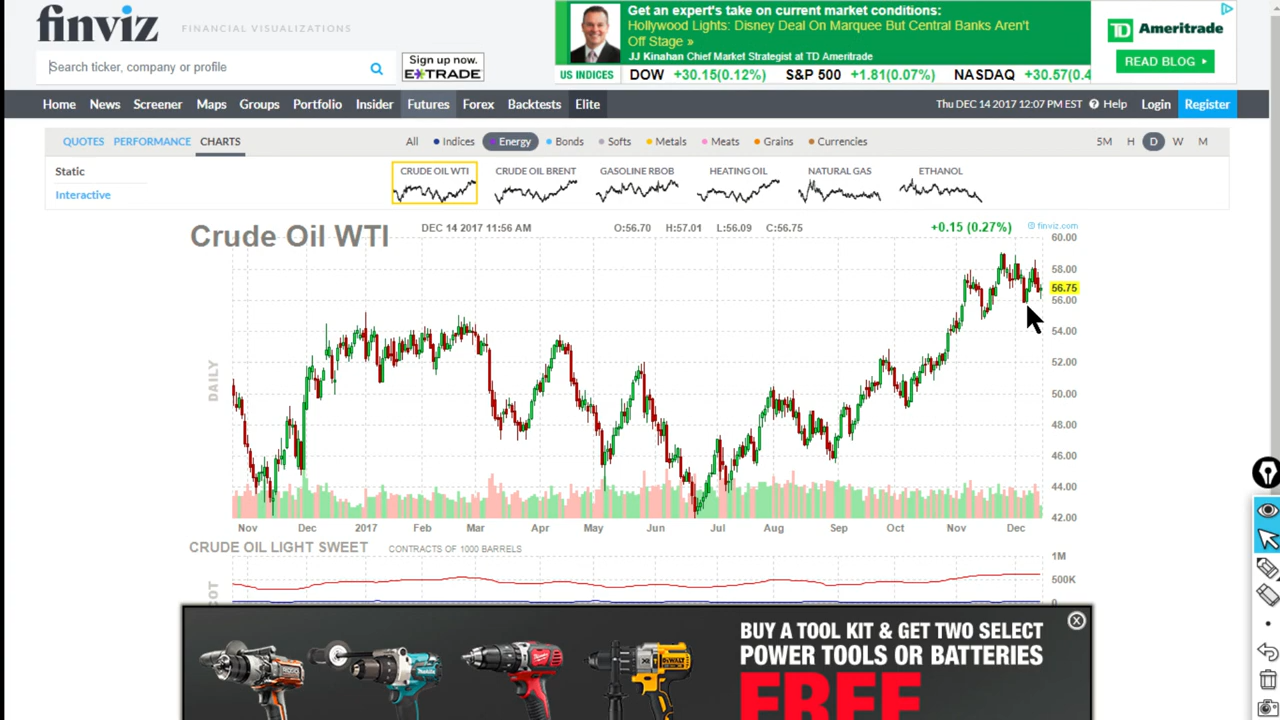 finviz FINANCIAL VISUALIZATIONS
Get an expert's take on current market conditions:
Hollywood Lights: Disney Deal On Marquee But Central Banks Aren't
Off Stage »
JJ Kinahan Chief Market Strategist at TD Ameritrade
US INDICES DOW +30.15(0.12%) S&P 500 +1.81(0.07%) NASDAQ +30.57(0.4
TD Ameritrade
READ BLOG
Search ticker, company or profile
Sign up now.
E*TRADE
Home News Screener Maps Groups Portfolio Insider Futures Forex Backtests Elite Thu DEC 14 2017 12:07 PM EST Help Login Register
QUOTES PERFORMANCE CHARTS All Indices Energy Bonds Softs Metals Meats Grains Currencies 5M H D W M
Static
Interactive
CRUDE OIL WTI CRUDE OIL BRENT GASOLINE RBOB HEATING OIL NATURAL GAS ETHANOL
Crude Oil WTI DEC 14 2017 11:56 AM O:56.70 H:57.01 L:56.09 C:56.75 +0.15 (0.27%) © finviz.com
60.00
58.00
56.75
56.00
54.00
52.00
50.00
48.00
46.00
44.00
42.00
DAILY
Nov Dec 2017 Feb Mar Apr May Jun Jul Aug Sep Oct Nov Dec
CRUDE OIL LIGHT SWEET CONTRACTS OF 1000 BARRELS
1M
500K
0
COT
BUY A TOOL KIT & GET TWO SELECT
POWER TOOLS OR BATTERIES
FREE